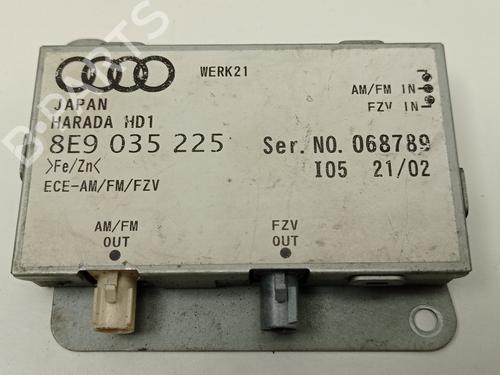 WERK21
JAPAN
HARADA HD1
AM/FM IN
FZV IN
8E9 035 225
Ser. NO. 068789
>Fe/Zn<
I05 21/02
ECE-AM/FM/FZV
AM/FM
OUT
FZV
OUT
B-PARTS